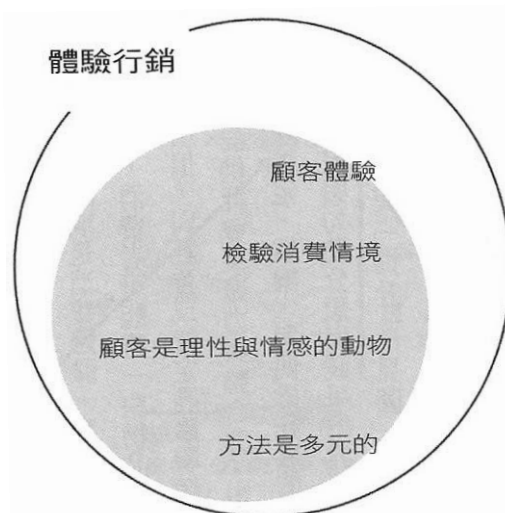 體驗行銷
顧客體驗
檢驗消費情境
顧客是理性與情感的動物
方法是多元的